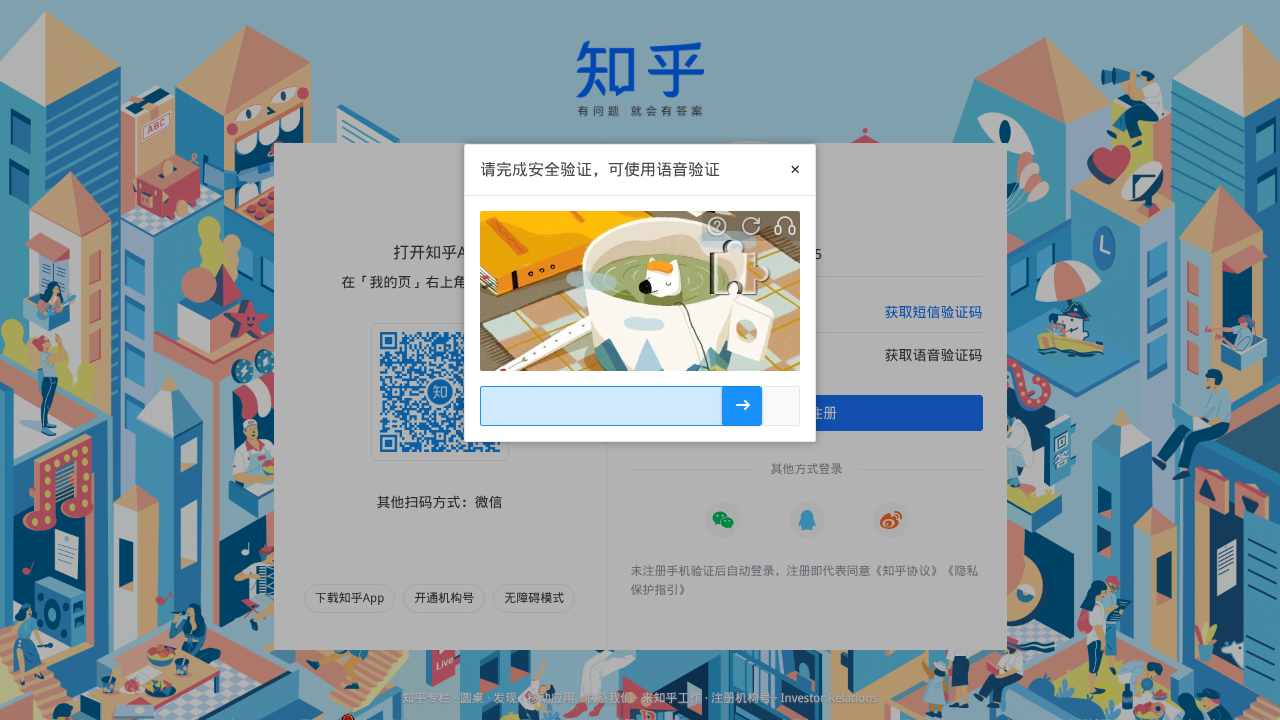 知乎
有问题 就会有答案
ABC
请完成安全验证，可使用语音验证
×
打开知乎A
在「我的页」右上角
5
获取短信验证码
获取语音验证码
知
注册
其他方式登录
其他扫码方式：微信
回答
未注册手机验证后自动登录，注册即代表同意《知乎协议》《隐私
保护指引》
下载知乎App
开通机构号
无障碍模式
Live
知乎专栏 · 圆桌 · 发现 · 移动应用 · 联系我们 · 来知乎工作 · 注册机构号 · Investor Relations